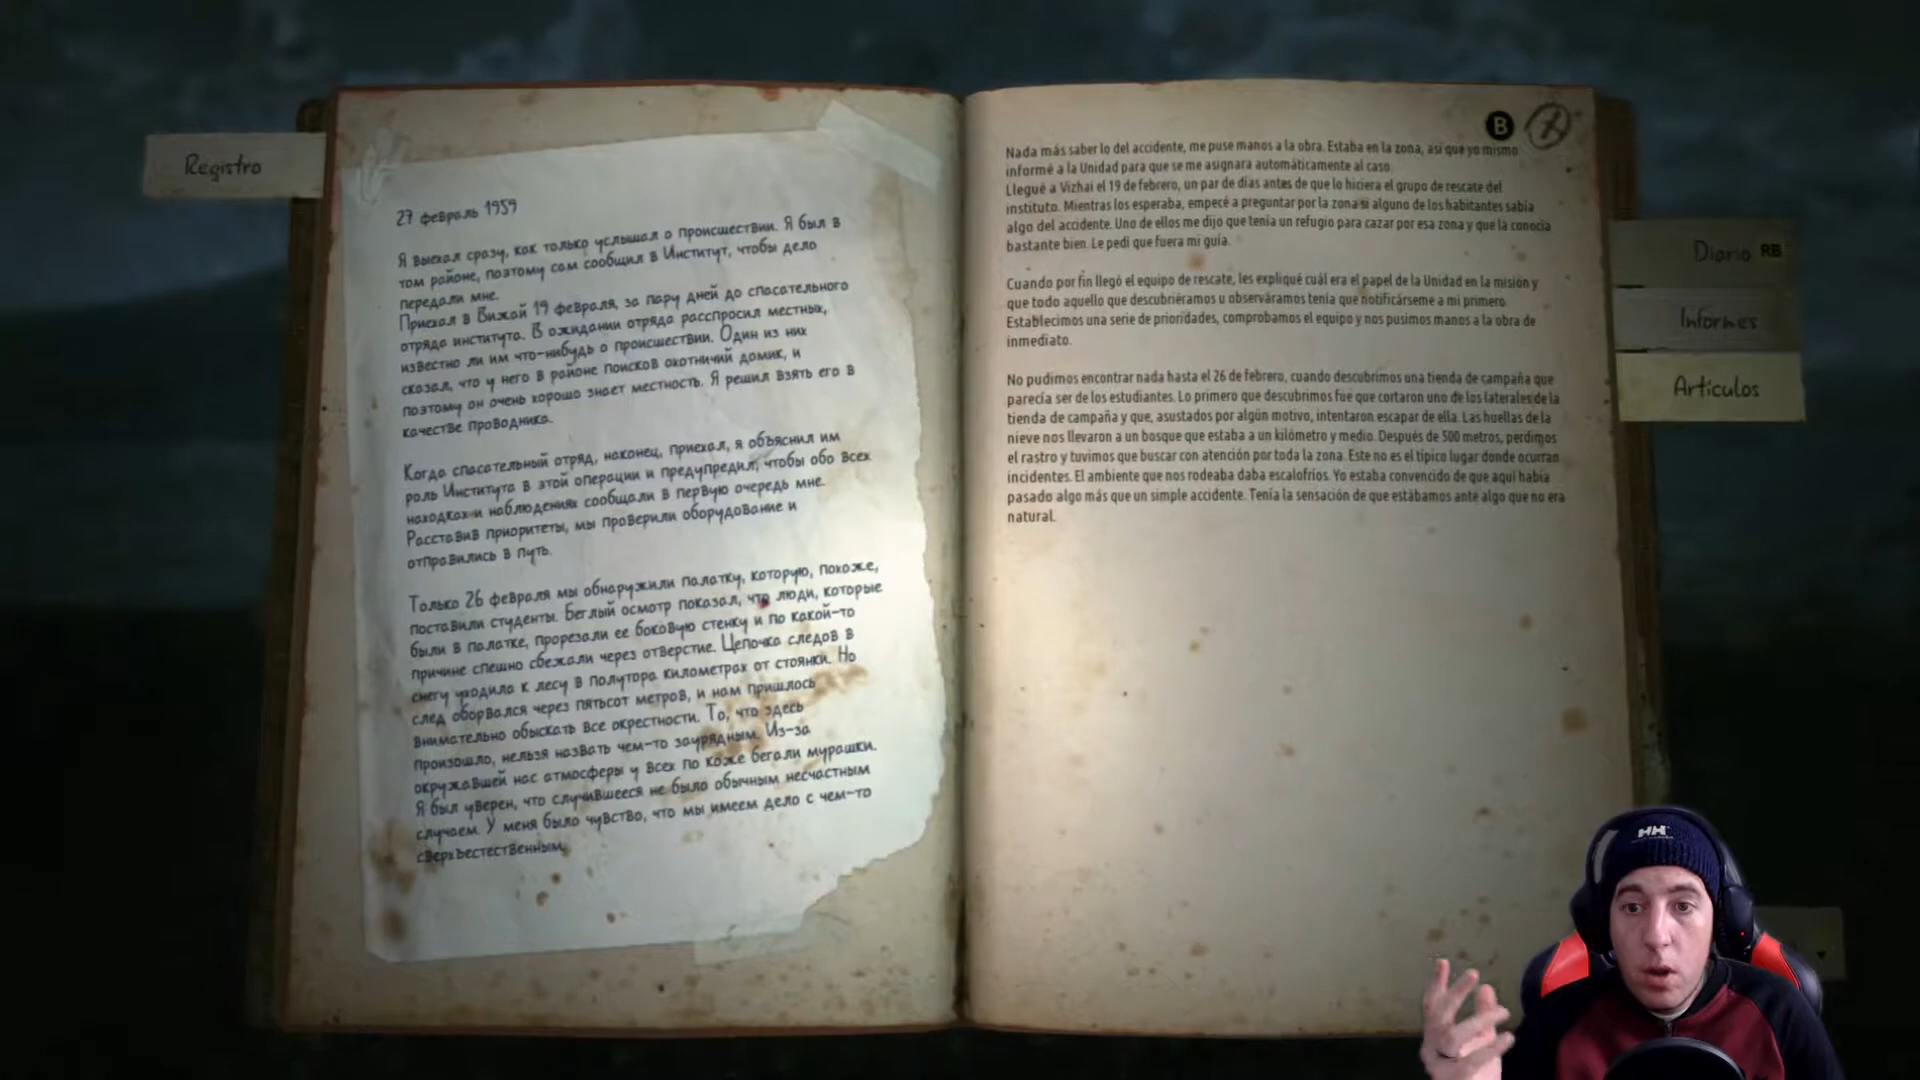 Registro
27 февраль 1959
Я выехал сразу, как только услышал о происшествии. Я был в
том районе, поэтому сам сообщил в Институт, чтобы дело
передали мне.
Приехал в Вижай 19 февраля, за пару дней до спасательного
отряда института. В ожидании отряда расспросил местных,
известно ли им что-нибудь о происшествии. Один из них
сказал, что у него в районе поисков охотничий домик, и
поэтому он очень хорошо знает местность. Я решил взять его в
качестве проводника.
Когда спасательный отряд, наконец, приехал, я объяснил им
роль Института в этой операции и предупредил, чтобы обо всех
находках и наблюдениях сообщали в первую очередь мне.
Расставив приоритеты, мы проверили оборудование и
отправились в путь.
Только 26 февраля мы обнаружили палатку, которую, похоже,
поставили студенты. Беглый осмотр показал, что люди, которые
были в палатке, прорезали ее боковую стенку и по какой-то
причине спешно сбежали через отверстие. Цепочка следов в
снегу уходила к лесу в полутора километрах от стоянки. Но
след оборвался через пятьсот метров, и нам пришлось
внимательно обыскать все окрестности. То, что здесь
произошло, нельзя назвать чем-то заурядным. Из-за
окружавшей нас атмосферы у всех по коже бегали мурашки.
Я был уверен, что случившееся не было обычным несчастным
случаем. У меня было чувство, что мы имеем дело с чем-то
сверхъестественным.
B
Nada más saber lo del accidente, me puse manos a la obra. Estaba en la zona, así que yo mismo
informé a la Unidad para que se me asignara automáticamente al caso.
Llegué a Vizhai el 19 de febrero, un par de días antes de que lo hiciera el grupo de rescate del
instituto. Mientras los esperaba, empecé a preguntar por la zona si alguno de los habitantes sabía
algo del accidente. Uno de ellos me dijo que tenía un refugio para cazar por esa zona y que la conocía
bastante bien. Le pedí que fuera mi guía.
Cuando por fin llegó el equipo de rescate, les expliqué cuál era el papel de la Unidad en la misión y
que todo aquello que descubriéramos u observáramos tenía que notificárseme a mi primero.
Establecimos una serie de prioridades, comprobamos el equipo y nos pusimos manos a la obra de
inmediato.
No pudimos encontrar nada hasta el 26 de febrero, cuando descubrimos una tienda de campaña que
parecía ser de los estudiantes. Lo primero que descubrimos fue que cortaron uno de los laterales de la
tienda de campaña y que, asustados por algún motivo, intentaron escapar de ella. Las huellas de la
nieve nos llevaron a un bosque que estaba a un kilómetro y medio. Después de 500 metros, perdimos
el rastro y tuvimos que buscar con atención por toda la zona. Este no es el típico lugar donde ocurran
incidentes. El ambiente que nos rodeaba daba escalofríos. Yo estaba convencido de que aquí había
pasado algo más que un simple accidente. Tenía la sensación de que estábamos ante algo que no era
natural.
Diario RB
Informes
Artículos
HH